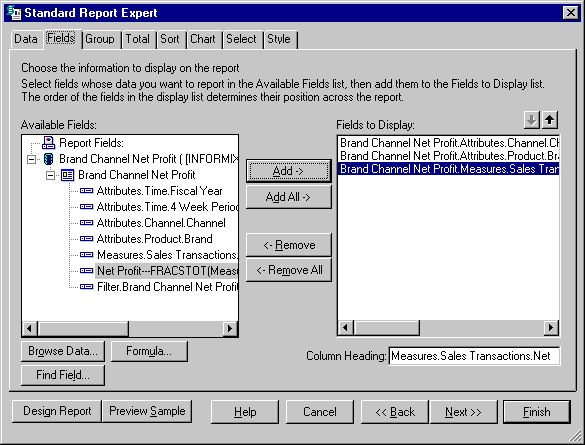 Standard Report Expert
Data Fields Group Total Sort Chart Select Style
Choose the information to display on the report
Select fields whose data you want to report in the Available Fields list, then add them to the Fields to Display list.
The order of the fields in the display list determines their position across the report.
Available Fields:
Report Fields:
Brand Channel Net Profit ( [INFORMIX
Brand Channel Net Profit
Attributes.Time.Fiscal Year
Attributes.Time.4 Week Period
Attributes.Channel.Channel
Attributes.Product.Brand
Measures.Sales Transactions.
Net Profit---FRACSTOT(Measu
Filter.Brand Channel Net Profit
Browse Data...
Formula...
Find Field...
Add ->
Add All ->
<- Remove
<- Remove All
Fields to Display:
Brand Channel Net Profit.Attributes.Channel.Ch
Brand Channel Net Profit.Attributes.Product.Bra
Brand Channel Net Profit.Measures.Sales Tran
Column Heading: Measures.Sales Transactions.Net
Design Report Preview Sample Help Cancel << Back Next >> Finish